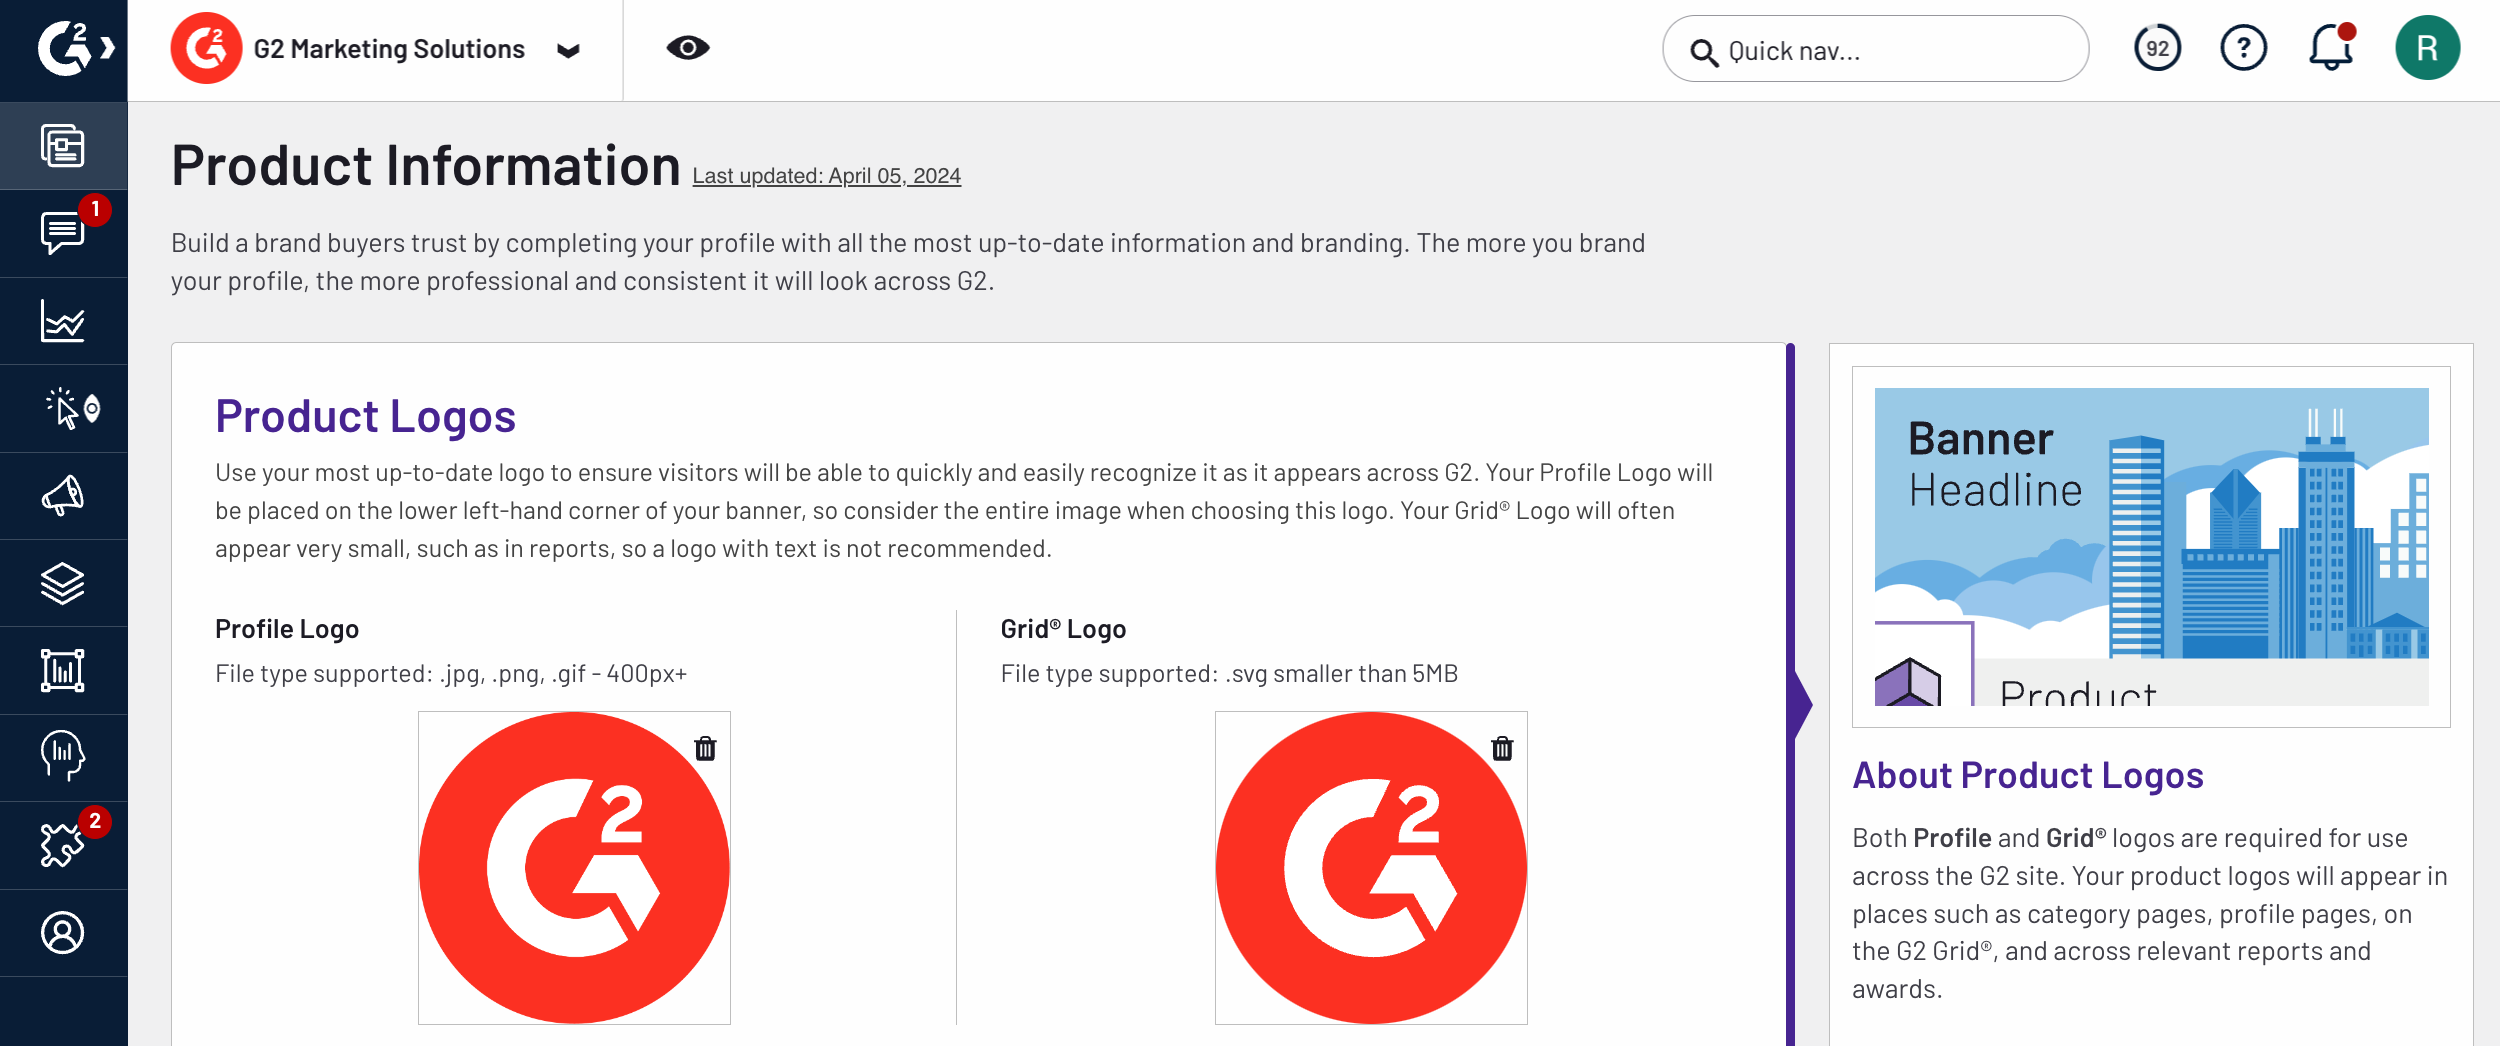 G2 Marketing Solutions
Quick nav...
92
?
R
1
2
Product Information Last updated: April 05, 2024
Build a brand buyers trust by completing your profile with all the most up-to-date information and branding. The more you brand
your profile, the more professional and consistent it will look across G2.
Product Logos
Use your most up-to-date logo to ensure visitors will be able to quickly and easily recognize it as it appears across G2. Your Profile Logo will
be placed on the lower left-hand corner of your banner, so consider the entire image when choosing this logo. Your Grid® Logo will often
appear very small, such as in reports, so a logo with text is not recommended.
Profile Logo
File type supported: .jpg, .png, .gif - 400px+
Grid® Logo
File type supported: .svg smaller than 5MB
G2
G2
Banner
Headline
Product
About Product Logos
Both Profile and Grid® logos are required for use
across the G2 site. Your product logos will appear in
places such as category pages, profile pages, on
the G2 Grid®, and across relevant reports and
awards.